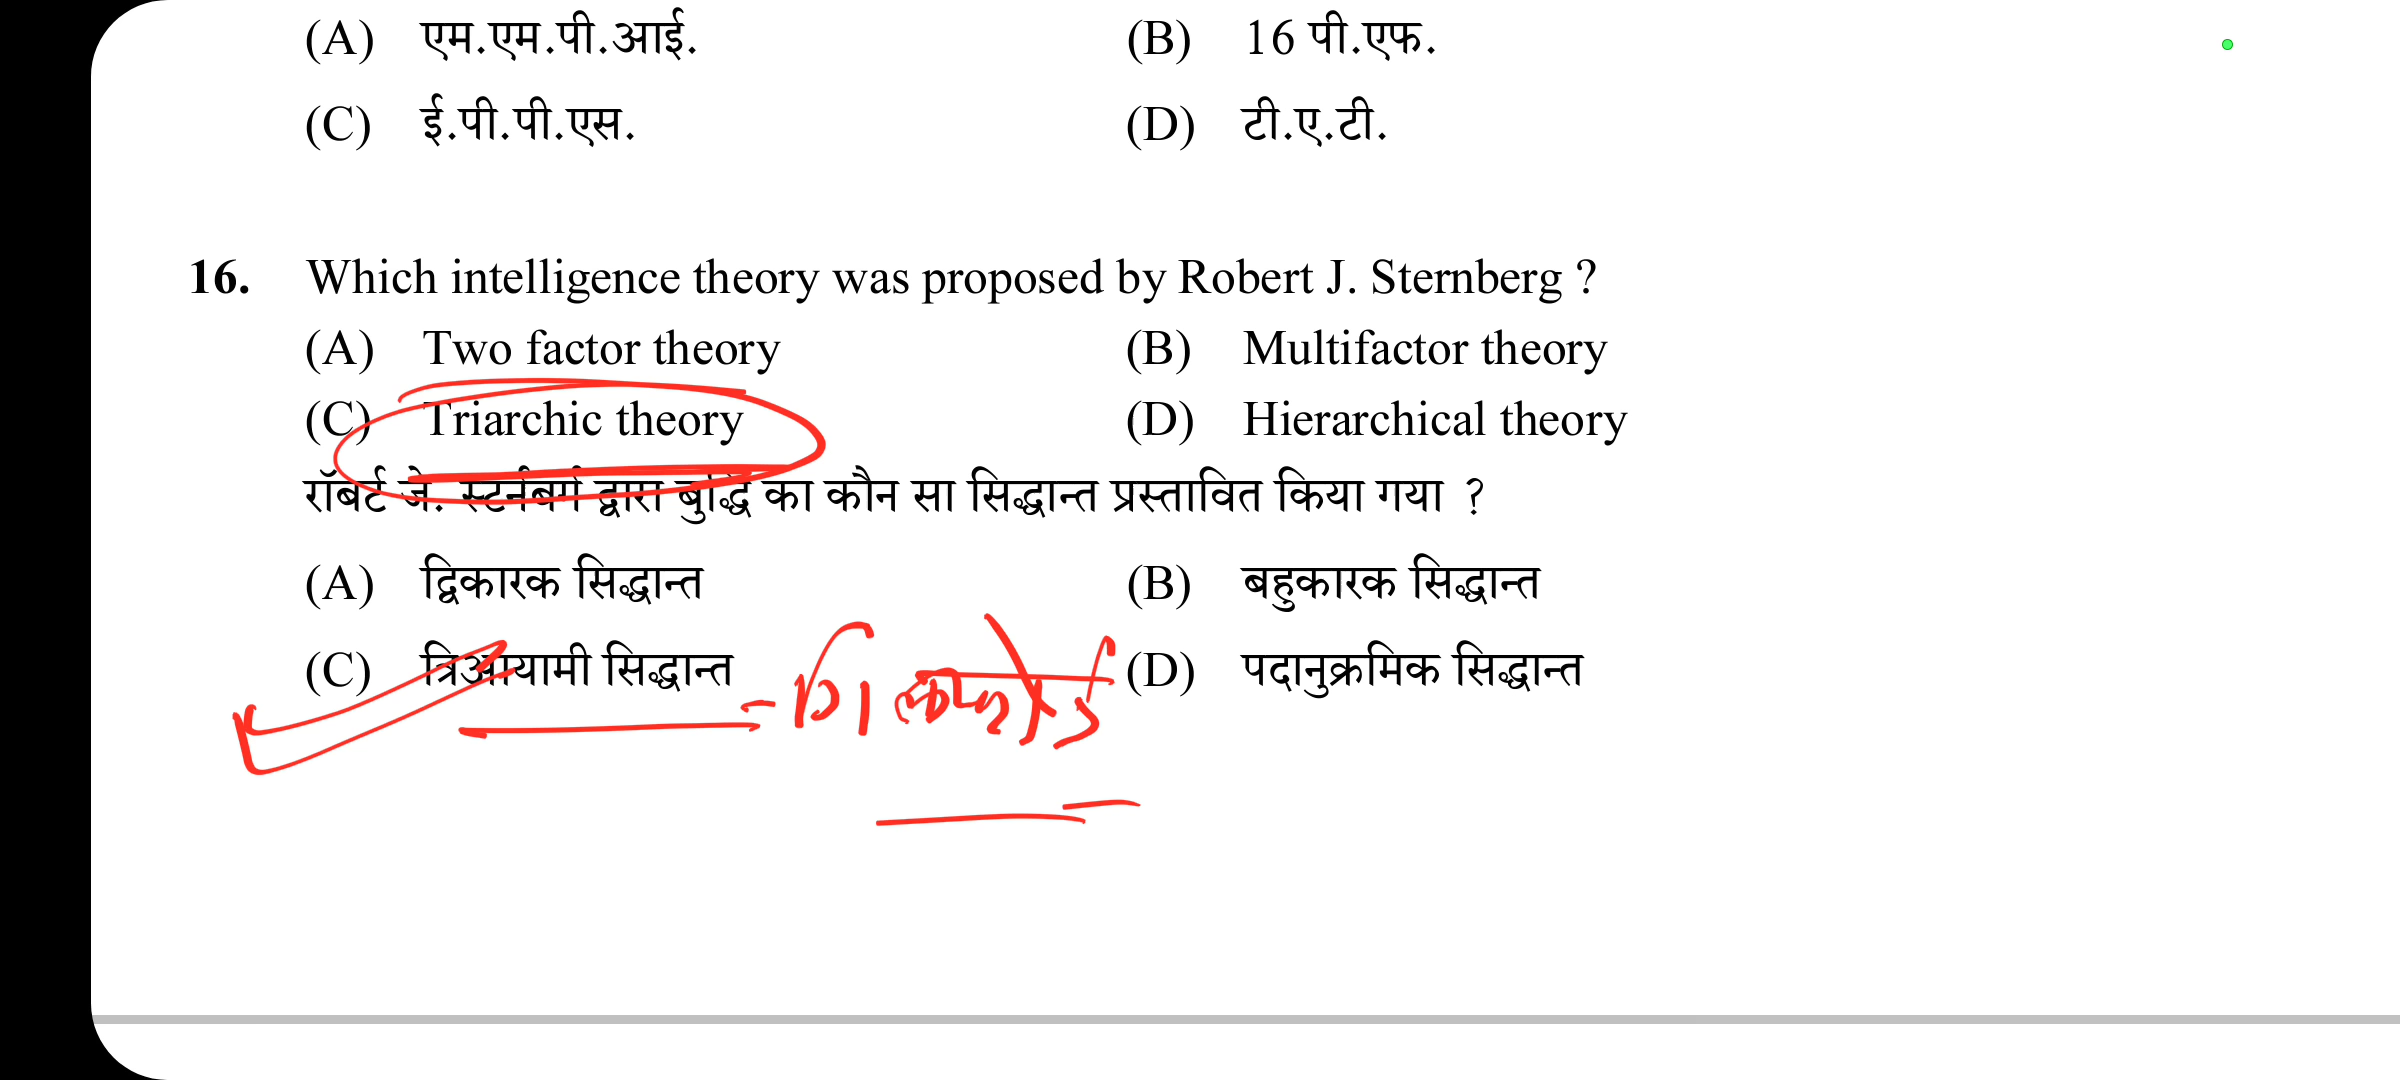 (A) एम.एम.पी.आई. (B) 16 पी.एफ.
(C) ई.पी.पी.एस. (D) टी.ए.टी.
16. Which intelligence theory was proposed by Robert J. Sternberg ?
(A) Two factor theory (B) Multifactor theory
(C) Triarchic theory (D) Hierarchical theory
रॉबर्ट जे. स्टर्नबर्ग द्वारा बुद्धि का कौन सा सिद्धान्त प्रस्तावित किया गया ?
(A) द्विकारक सिद्धान्त (B) बहुकारक सिद्धान्त
(C) त्रिआयामी सिद्धान्त (D) पदानुक्रमिक सिद्धान्त